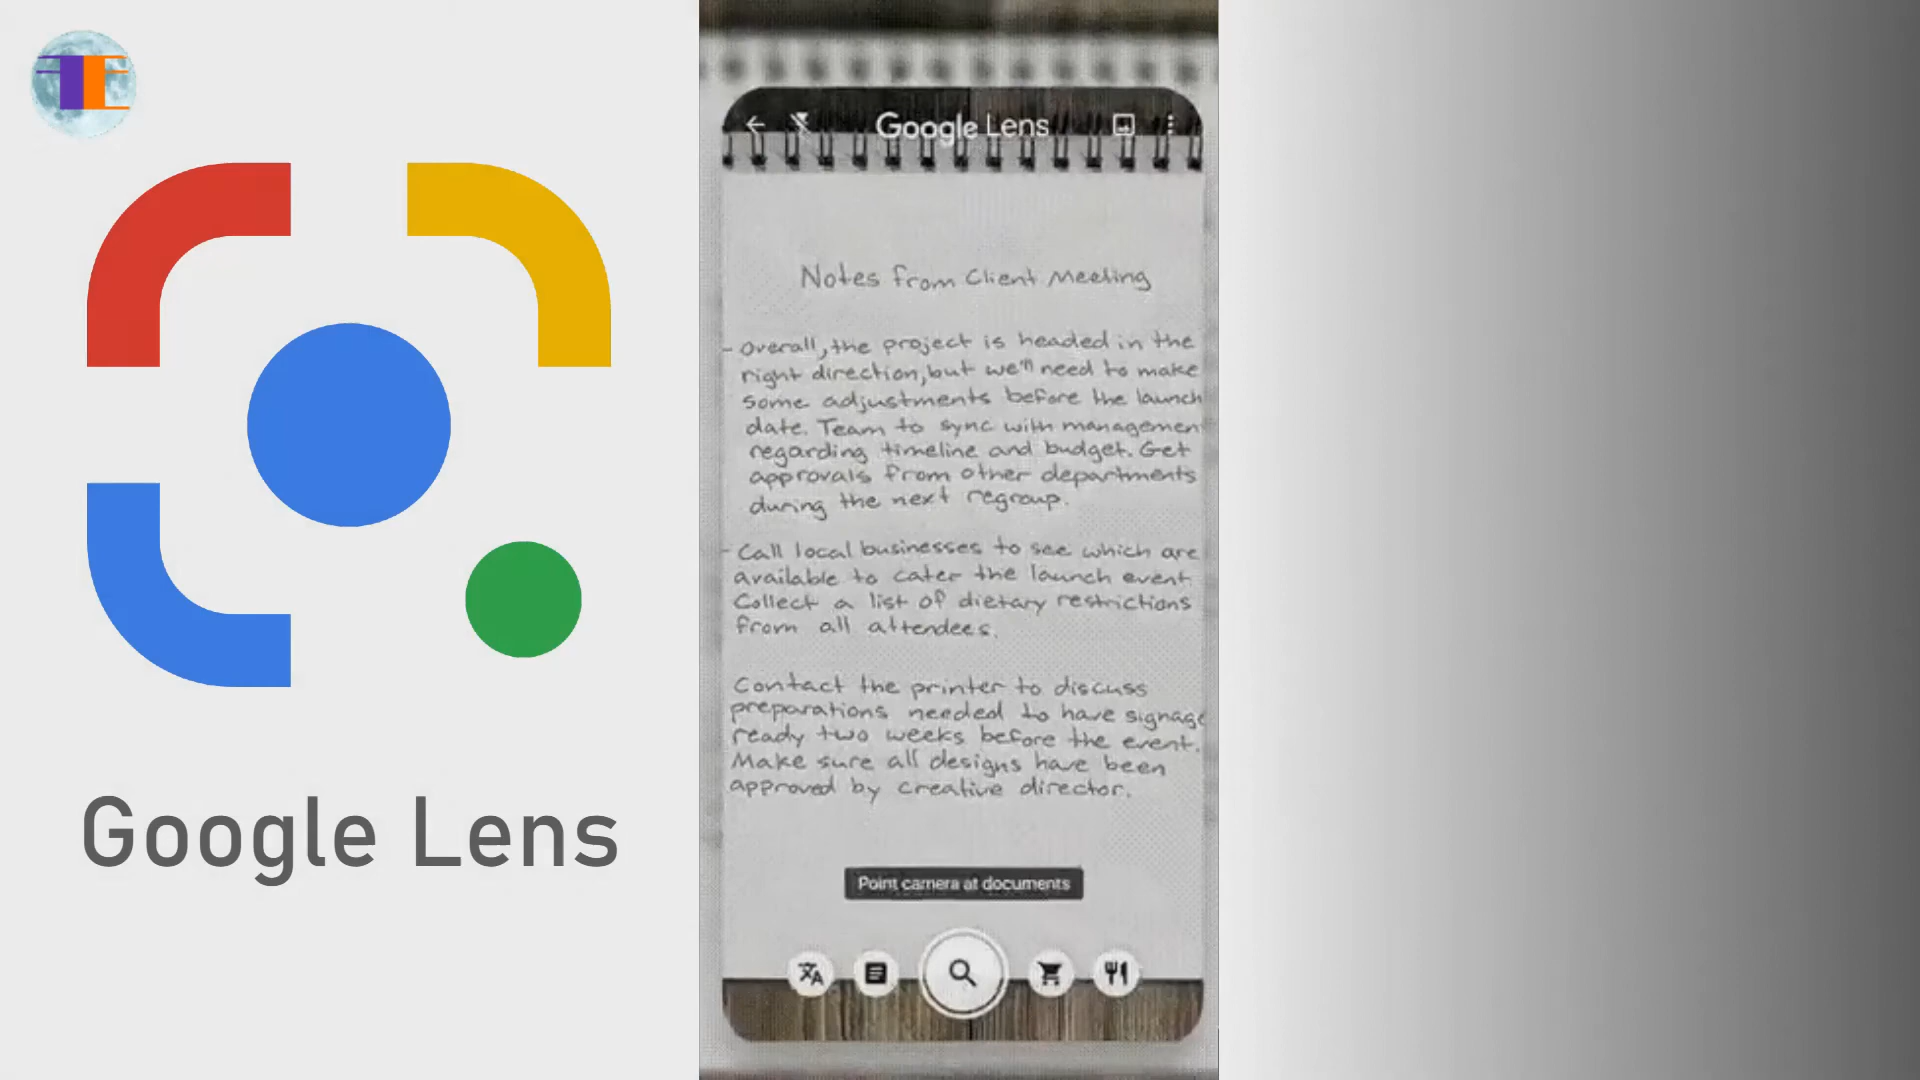 Google Lens
Notes from Client Meeting
- Overall, the project is headed in the
right direction, but we'll need to make
some adjustments before the launch
date. Team to sync with managemen
regarding timeline and budget. Get
approvals from other departments
during the next regroup.
- Call local businesses to see which are
available to cater the launch event.
Collect a list of dietary restrictions
from all attendees.
Contact the printer to discuss
preparations needed to have signage
ready two weeks before the event.
Make sure all designs have been
approved by creative director.
Point camera at documents
Google Lens